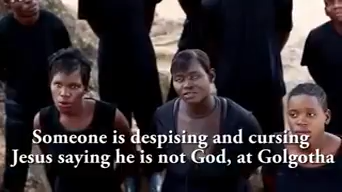 Someone is despising and cursing
Jesus saying he is not God, at Golgotha